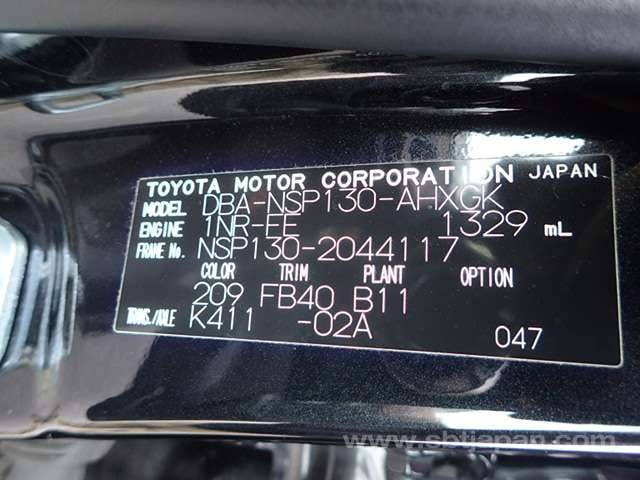 TOYOTA MOTOR CORPORATION JAPAN
MODEL DBA-NSP130-AHXGK
ENGINE 1NR-FE 1329 mL
FRAME No. NSP130-2044117
COLOR TRIM PLANT OPTION
209 FB40 B11
TRANS./AXLE K411 -02A 047
www.sbtjapan.com